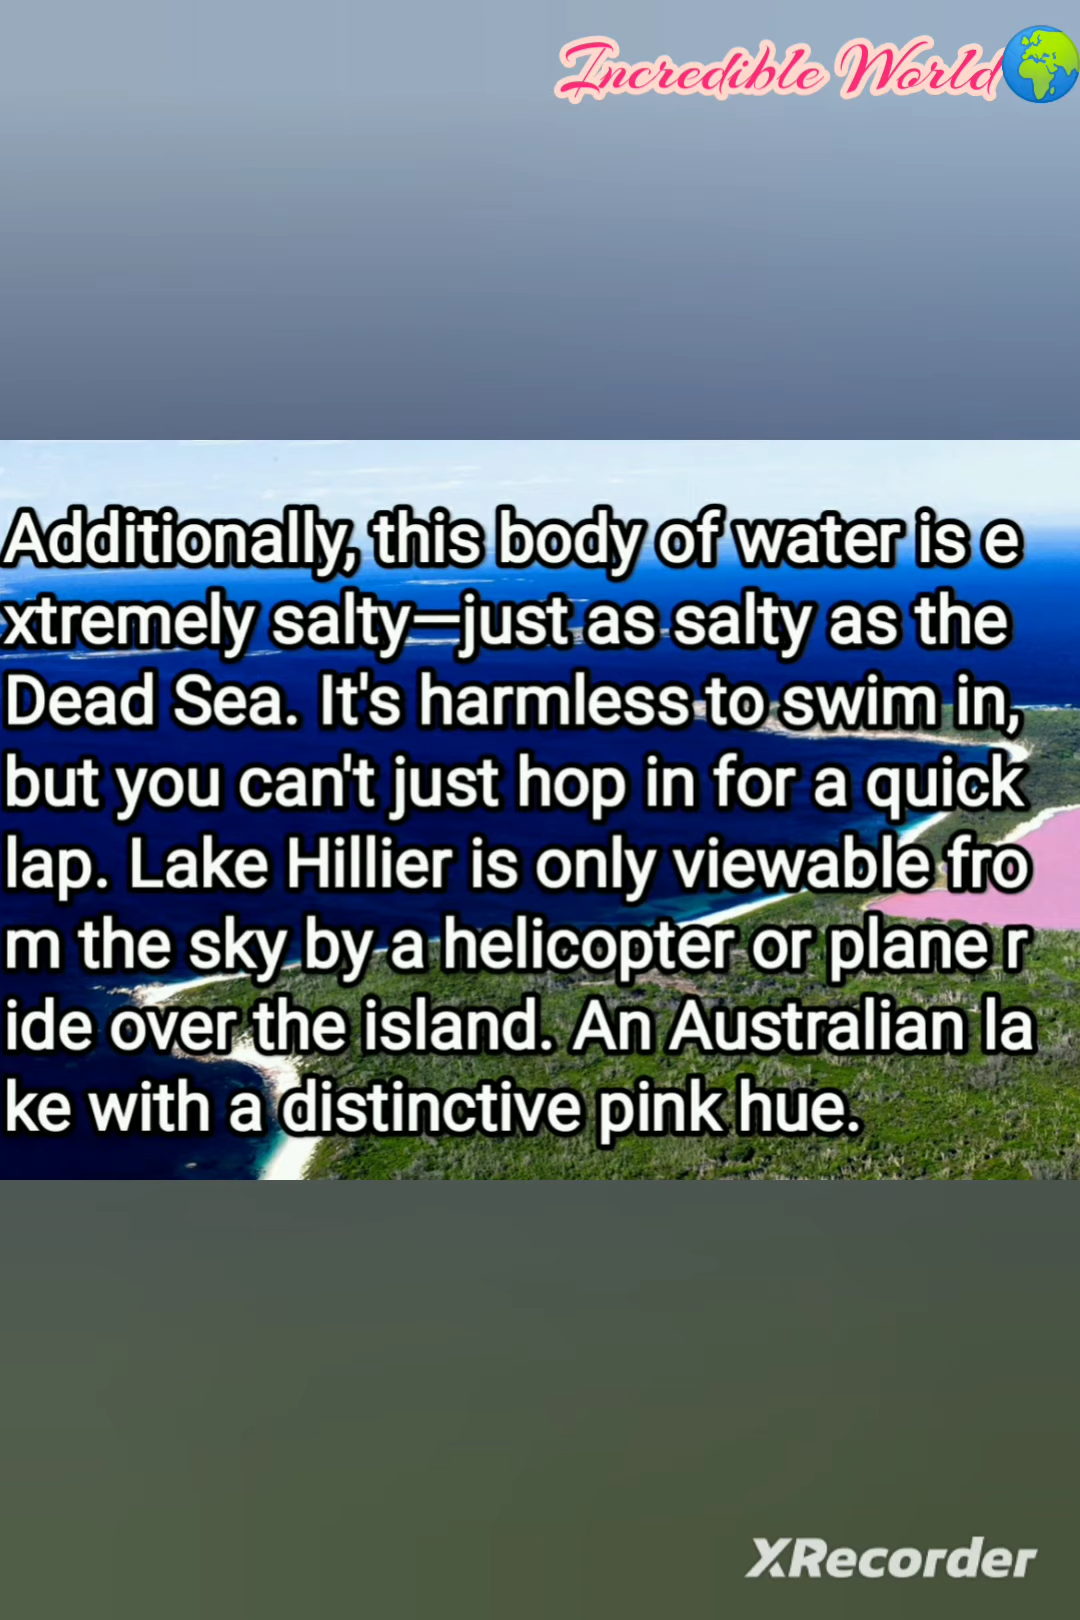 Incredible World
Additionally, this body of water is e
xtremely salty—just as salty as the
Dead Sea. It's harmless to swim in,
but you can't just hop in for a quick
lap. Lake Hillier is only viewable fro
m the sky by a helicopter or plane r
ide over the island. An Australian la
ke with a distinctive pink hue.
XRecorder